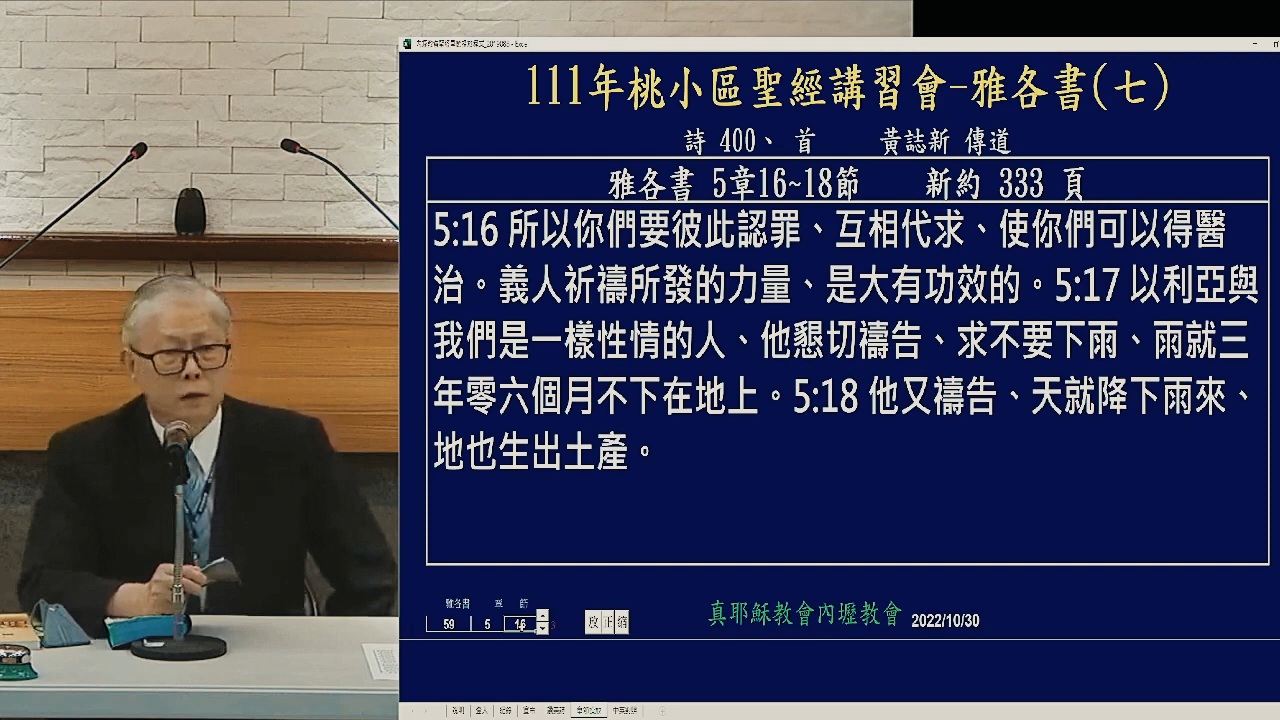 111年桃小區聖經講習會-雅各書(七)
詩 400、 首 黃誌新 傳道
雅各書 5章16~18節 新約 333 頁
5:16 所以你們要彼此認罪、互相代求、使你們可以得醫
治。義人祈禱所發的力量、是大有功效的。5:17 以利亞與
我們是一樣性情的人、他懇切禱告、求不要下雨、雨就三
年零六個月不下在地上。5:18 他又禱告、天就降下雨來、
地也生出土產。
雅各書 章 節
59 5 16
真耶穌教會內壢教會 2022/10/30